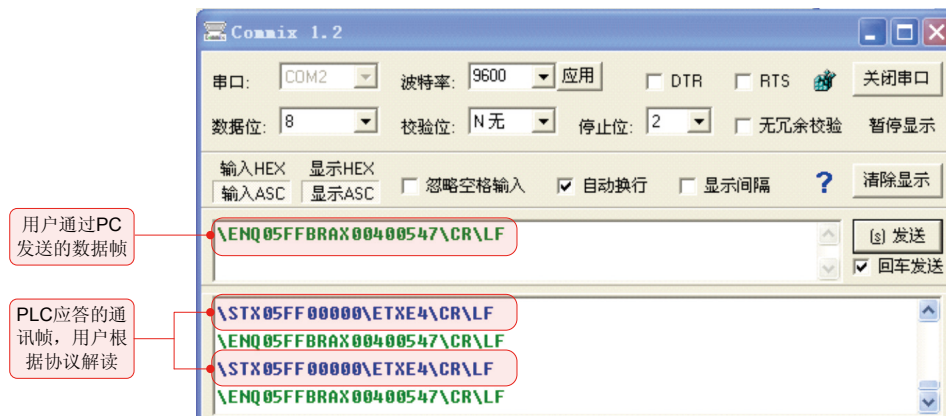 Commix 1.2
串口: COM2 波特率: 9600 应用 DTR RTS 关闭串口
数据位: 8 校验位: N 无 停止位: 2 无冗余校验 暂停显示
输入HEX 显示HEX
输入ASC 显示ASC 忽略空格输入 自动换行 显示间隔 ? 清除显示
用户通过PC
发送的数据帧
\ENQ05FFBRAX00400547\CR\LF
(s) 发送
回车发送
PLC应答的通
讯帧，用户根
据协议解读
\STX05FF00000\ETXE4\CR\LF
\ENQ05FFBRAX00400547\CR\LF
\STX05FF00000\ETXE4\CR\LF
\ENQ05FFBRAX00400547\CR\LF